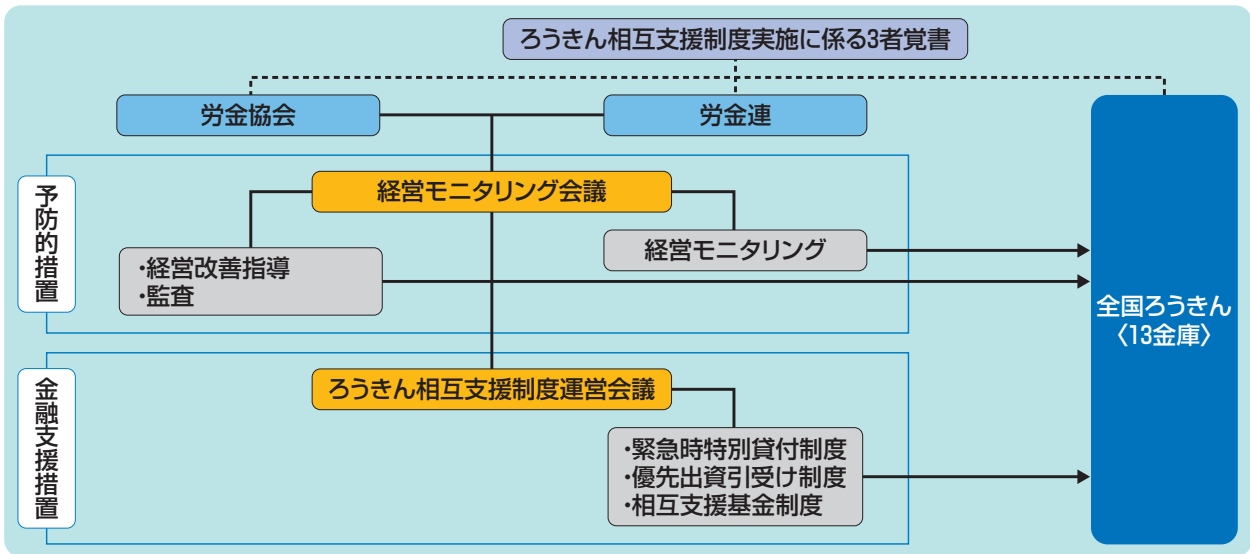 ろうきん相互支援制度実施に係る3者覚書
労金協会
労金連
予防的措置
経営モニタリング会議
経営モニタリング
・経営改善指導
・監査
全国ろうきん
〈13金庫〉
金融支援措置
ろうきん相互支援制度運営会議
・緊急時特別貸付制度
・優先出資引受け制度
・相互支援基金制度